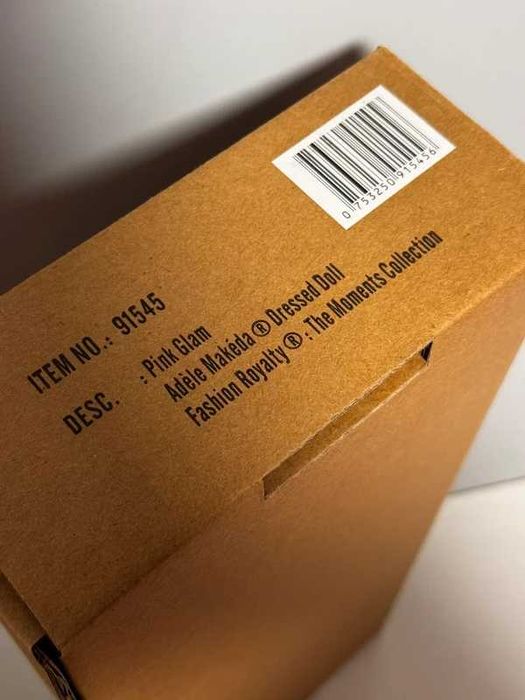 0 753250 915456
ITEM NO.: 91545
DESC. : Pink Glam
Adèle Makéda® Dressed Doll
Fashion Royalty®: The Moments Collection